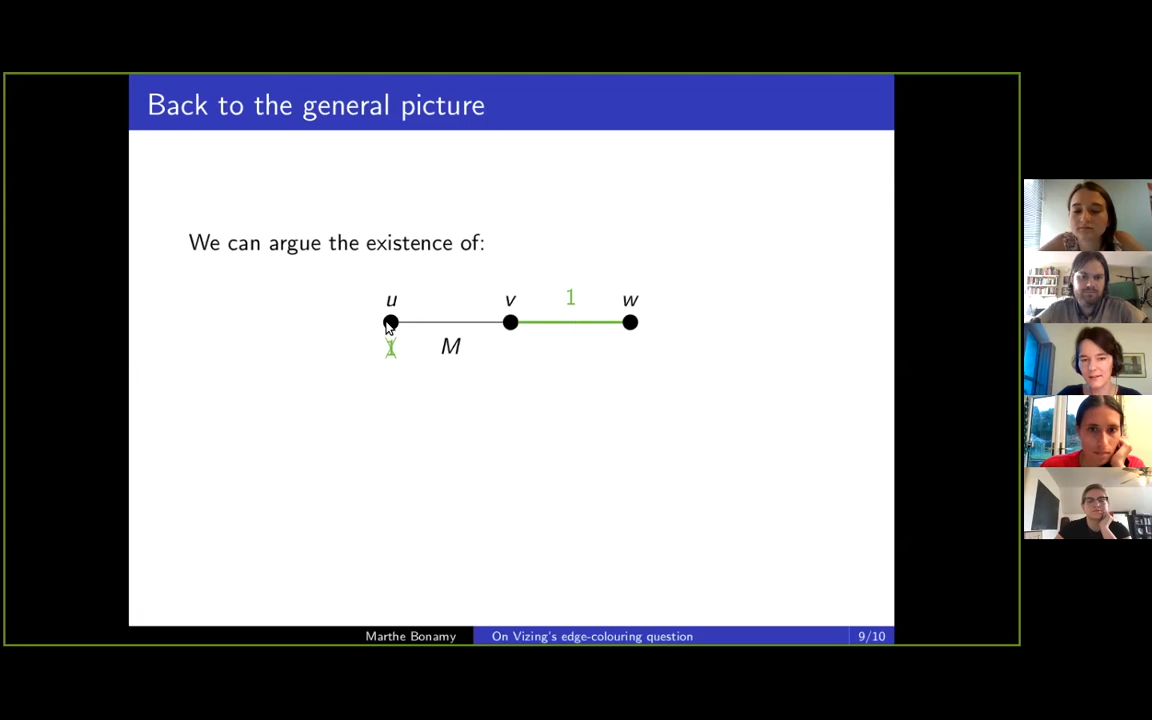 Back to the general picture
We can argue the existence of:
u v 1 w
1 M
Marthe Bonamy On Vizing's edge-colouring question 9/10